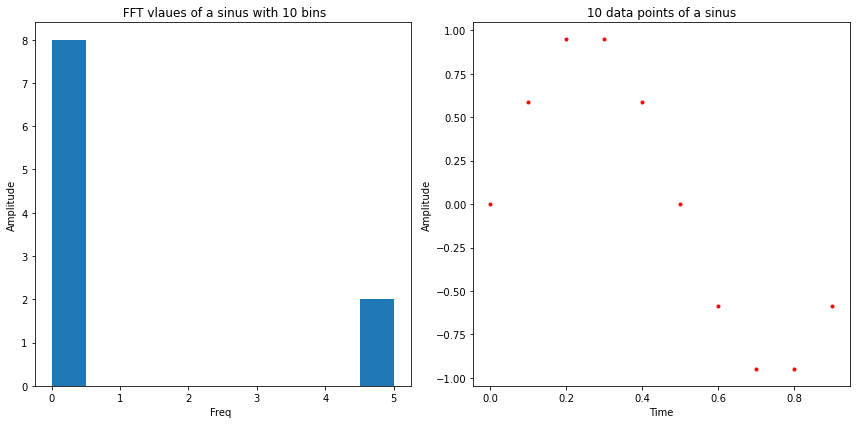 FFT vlaues of a sinus with 10 bins
8
7
6
5
4
3
2
1
0
Amplitude
0 1 2 3 4 5
Freq
10 data points of a sinus
1.00
0.75
0.50
0.25
0.00
−0.25
−0.50
−0.75
−1.00
Amplitude
0.0 0.2 0.4 0.6 0.8
Time